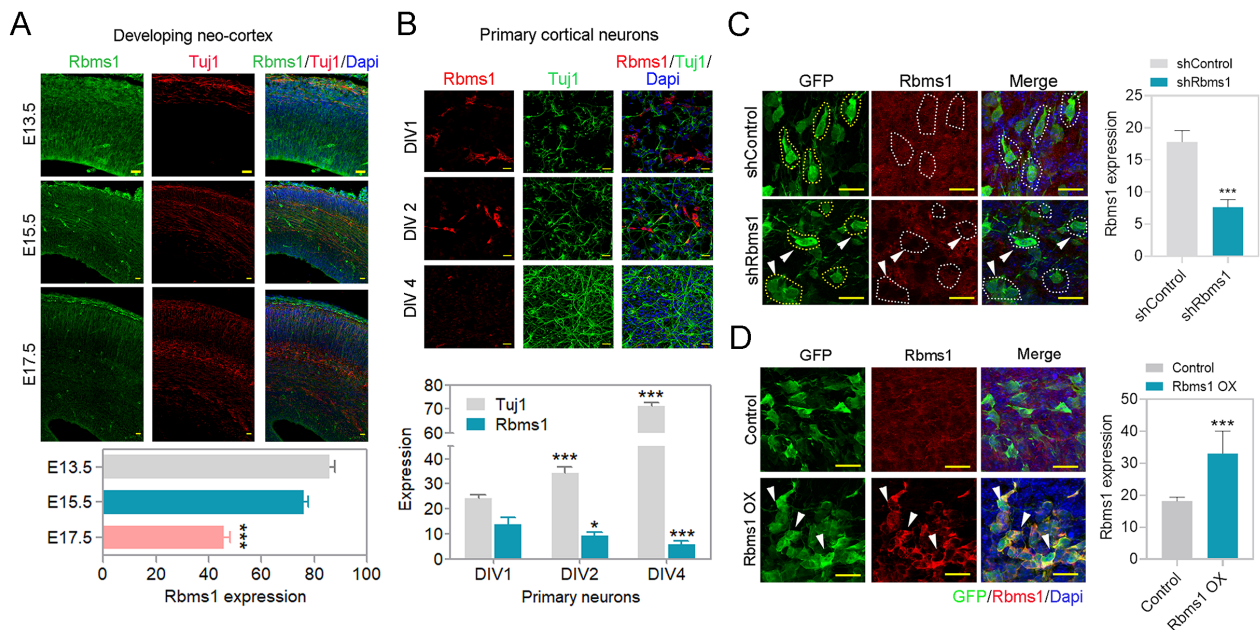 A
Developing neo-cortex
Rbms1
Tuj1
Rbms1/Tuj1/Dapi
E13.5
E15.5
E17.5
E13.5
E15.5
E17.5
***
0 20 40 60 80 100
Rbms1 expression
B
Primary cortical neurons
Rbms1
Tuj1
Rbms1/Tuj1/
Dapi
DIV1
DIV 2
DIV 4
Expression
80
70
60
40
30
20
10
0
Tuj1
Rbms1
***
*
***
***
DIV1 DIV2 DIV4
Primary neurons
C
GFP
Rbms1
Merge
shControl
shRbms1
shControl
shRbms1
Rbms1 expression
25
20
15
10
5
0
***
shControl
shRbms1
D
GFP
Rbms1
Merge
Control
Rbms1 OX
GFP/Rbms1/Dapi
Control
Rbms1 OX
Rbms1 expression
50
40
30
20
10
0
***
Control
Rbms1 OX